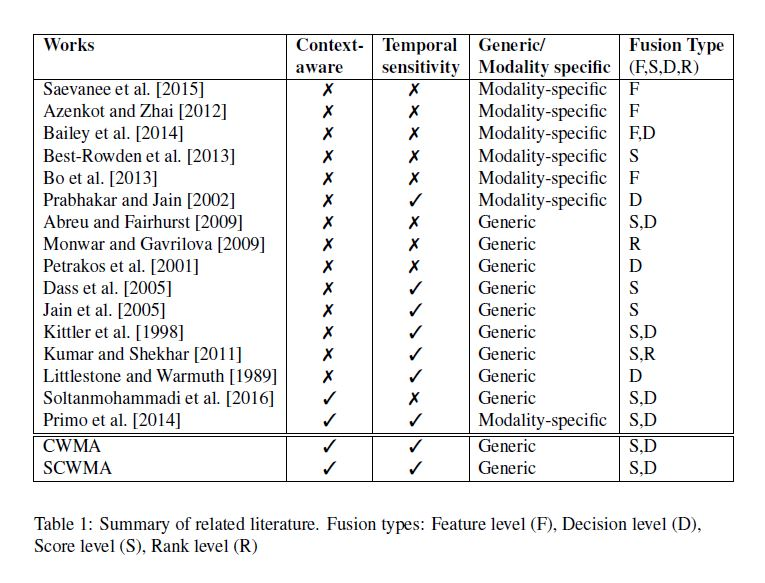 Works Context-aware Temporal sensitivity Generic/ Modality specific Fusion Type (F,S,D,R)
Saevanee et al. [2015] ✗ ✗ Modality-specific F
Azenkot and Zhai [2012] ✗ ✗ Modality-specific F
Bailey et al. [2014] ✗ ✗ Modality-specific F,D
Best-Rowden et al. [2013] ✗ ✗ Modality-specific S
Bo et al. [2013] ✗ ✗ Modality-specific F
Prabhakar and Jain [2002] ✗ ✓ Modality-specific D
Abreu and Fairhurst [2009] ✗ ✗ Generic S,D
Monwar and Gavrilova [2009] ✗ ✗ Generic R
Petrakos et al. [2001] ✗ ✗ Generic D
Dass et al. [2005] ✗ ✓ Generic S
Jain et al. [2005] ✗ ✓ Generic S
Kittler et al. [1998] ✗ ✓ Generic S,D
Kumar and Shekhar [2011] ✗ ✓ Generic S,R
Littlestone and Warmuth [1989] ✗ ✓ Generic D
Soltanmohammadi et al. [2016] ✓ ✗ Generic S,D
Primo et al. [2014] ✓ ✓ Modality-specific S,D
CWMA ✓ ✓ Generic S,D
SCWMA ✓ ✓ Generic S,D
Table 1: Summary of related literature. Fusion types: Feature level (F), Decision level (D),
Score level (S), Rank level (R)